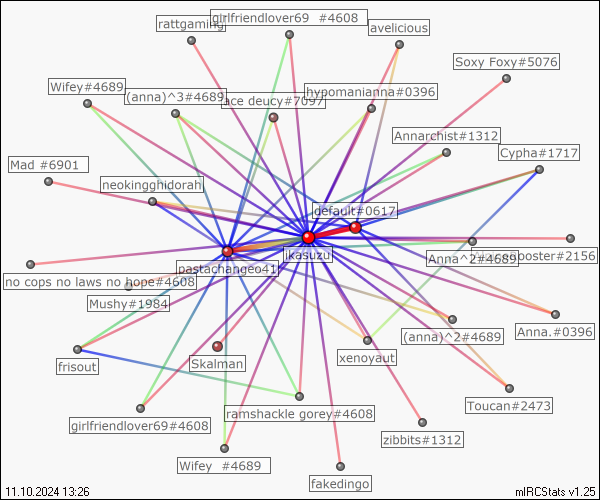 rattgaming
girlfriendlover69 #4608
avelicious
Soxy Foxy#5076
Wifey#4689
(anna)^3#4689
ace deucy#7097
hypomanianna#0396
Annarchist#1312
Cypha#1717
Mad #6901
neokingghidorah
default#0617
ikasuzu
pastachangeo41
Anna^2#4689
booster#2156
no cops no laws no hope#4608
Mushy#1984
(anna)^2#4689
Anna.#0396
xenoyaut
frisout
Skalman
Toucan#2473
ramshackle gorey#4608
girlfriendlover69#4608
zibbits#1312
Wifey #4689
fakedingo
11.10.2024 13:26
mIRCStats v1.25